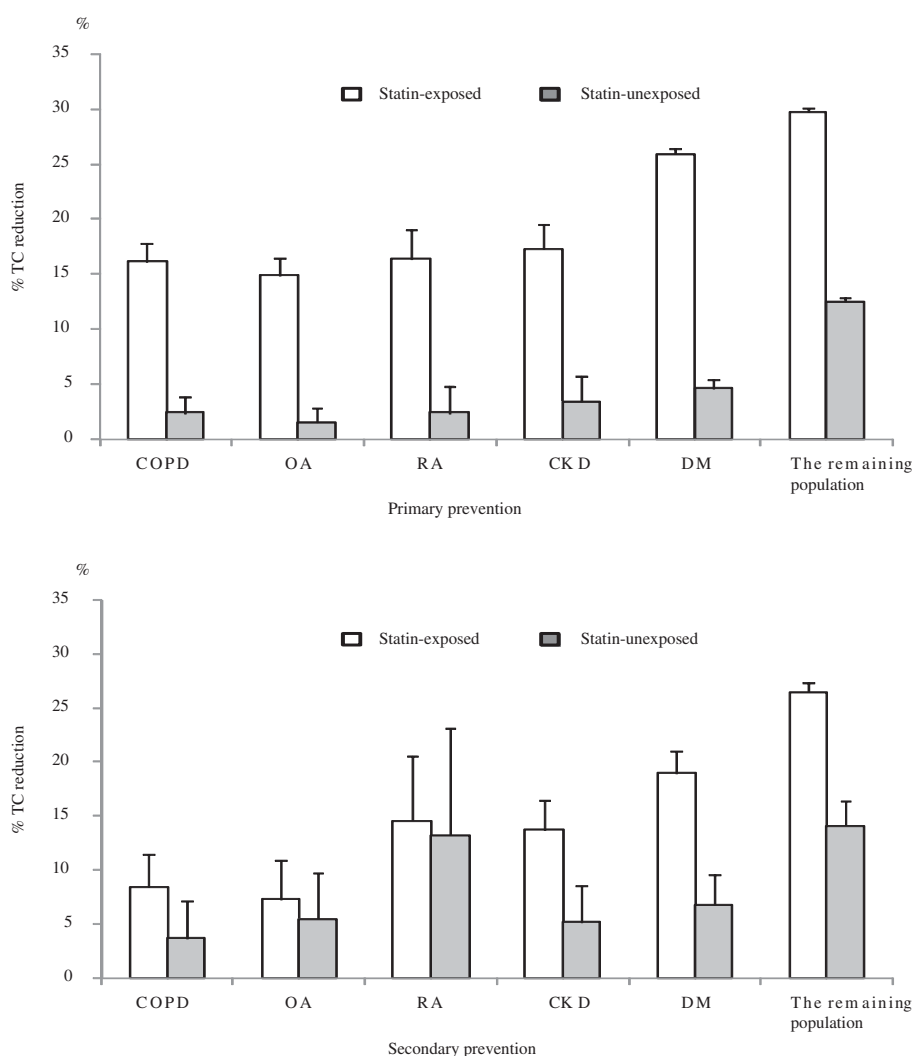 %
35
Statin-exposed Statin-unexposed
30
25
20
15
10
5
0
% TC reduction
COPD OA RA CKD DM The remaining
population
Primary prevention
%
35
Statin-exposed Statin-unexposed
30
25
20
15
10
5
0
% TC reduction
COPD OA RA CKD DM The remaining
population
Secondary prevention